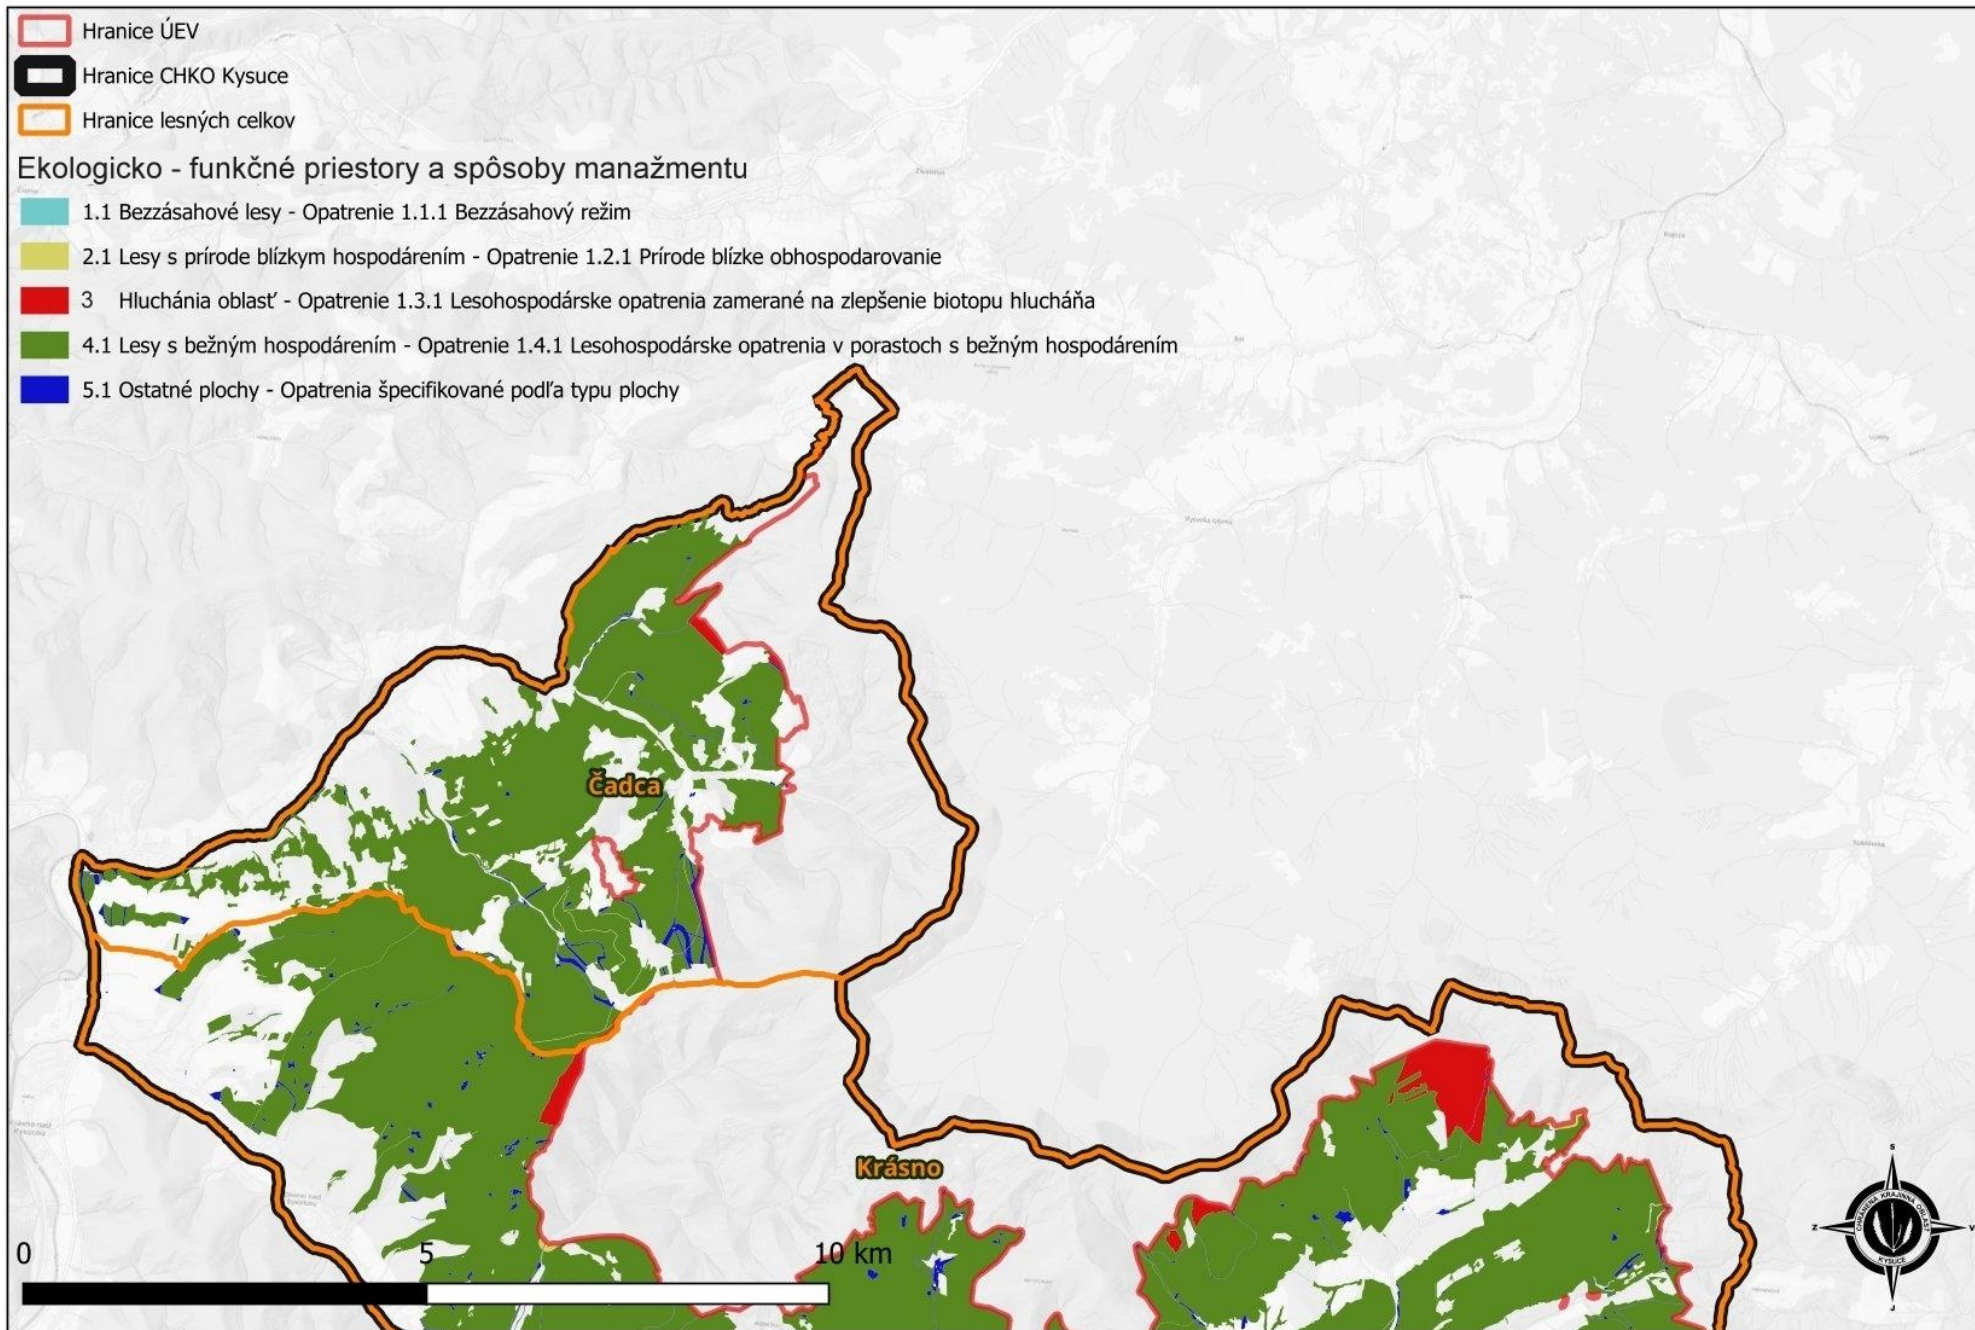 Hranice ÚEV
Hranice CHKO Kysuce
Hranice lesných celkov
Ekologicko - funkčné priestory a spôsoby manažmentu
1.1 Bezzásahové lesy - Opatrenie 1.1.1 Bezzásahový režim
2.1 Lesy s prírode blízkym hospodárením - Opatrenie 1.2.1 Prírode blízke obhospodarovanie
3 Hluchánia oblasť - Opatrenie 1.3.1 Lesohospodárske opatrenia zamerané na zlepšenie biotopu hlucháňa
4.1 Lesy s bežným hospodárením - Opatrenie 1.4.1 Lesohospodárske opatrenia v porastoch s bežným hospodárením
5.1 Ostatné plochy - Opatrenia špecifikované podľa typu plochy
Čadca
Krásno
0 5 10 km
S
Z V
CHRÁNENÁ KRAJINNÁ OBLASŤ
KYSUCE
J